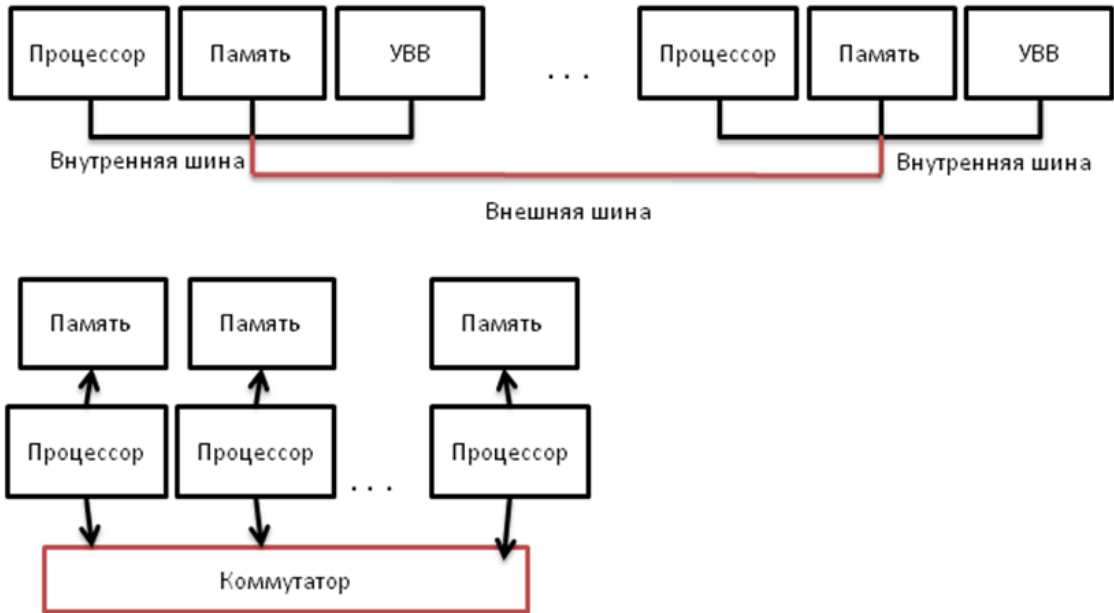 Процессор
Память
УВВ
. . .
Процессор
Память
УВВ
Внутренняя шина
Внутренняя шина
Внешняя шина
Память
Память
Память
Процессор
Процессор
. . .
Процессор
Коммутатор